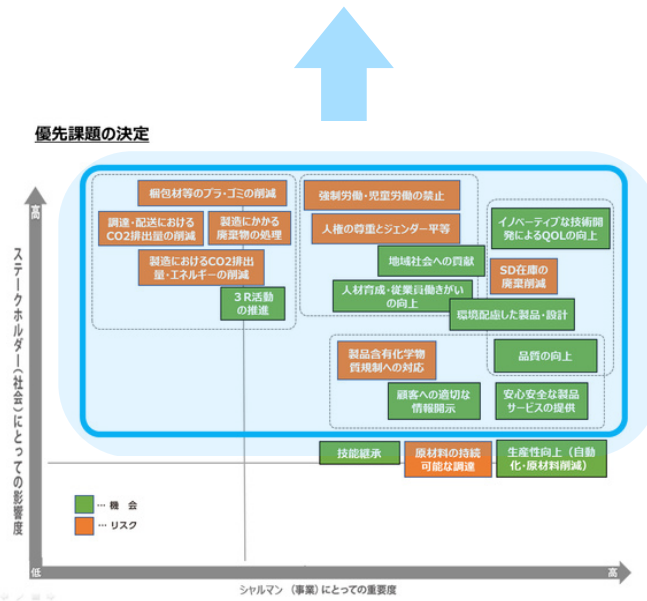 優先課題の決定
高
ステークホルダー(社会)にとっての影響度
梱包材等のプラ・ゴミの削減
調達・配送における
CO2排出量の削減
製造にかかる
廃棄物の処理
製造におけるCO2排出
量・エネルギーの削減
３R活動
の推進
強制労働・児童労働の禁止
人権の尊重とジェンダー平等
地域社会への貢献
人材育成・従業員働きがい
の向上
イノベーティブな技術開
発によるQOLの向上
SD在庫の
廃棄削減
環境配慮した製品・設計
製品含有化学物
質規制への対応
品質の向上
顧客への適切な
情報開示
安心安全な製品
サービスの提供
技能継承
原材料の持続
可能な調達
生産性向上（自動
化・原材料削減）
… 機 会
… リスク
低
高
シャルマン （事業）にとっての重要度